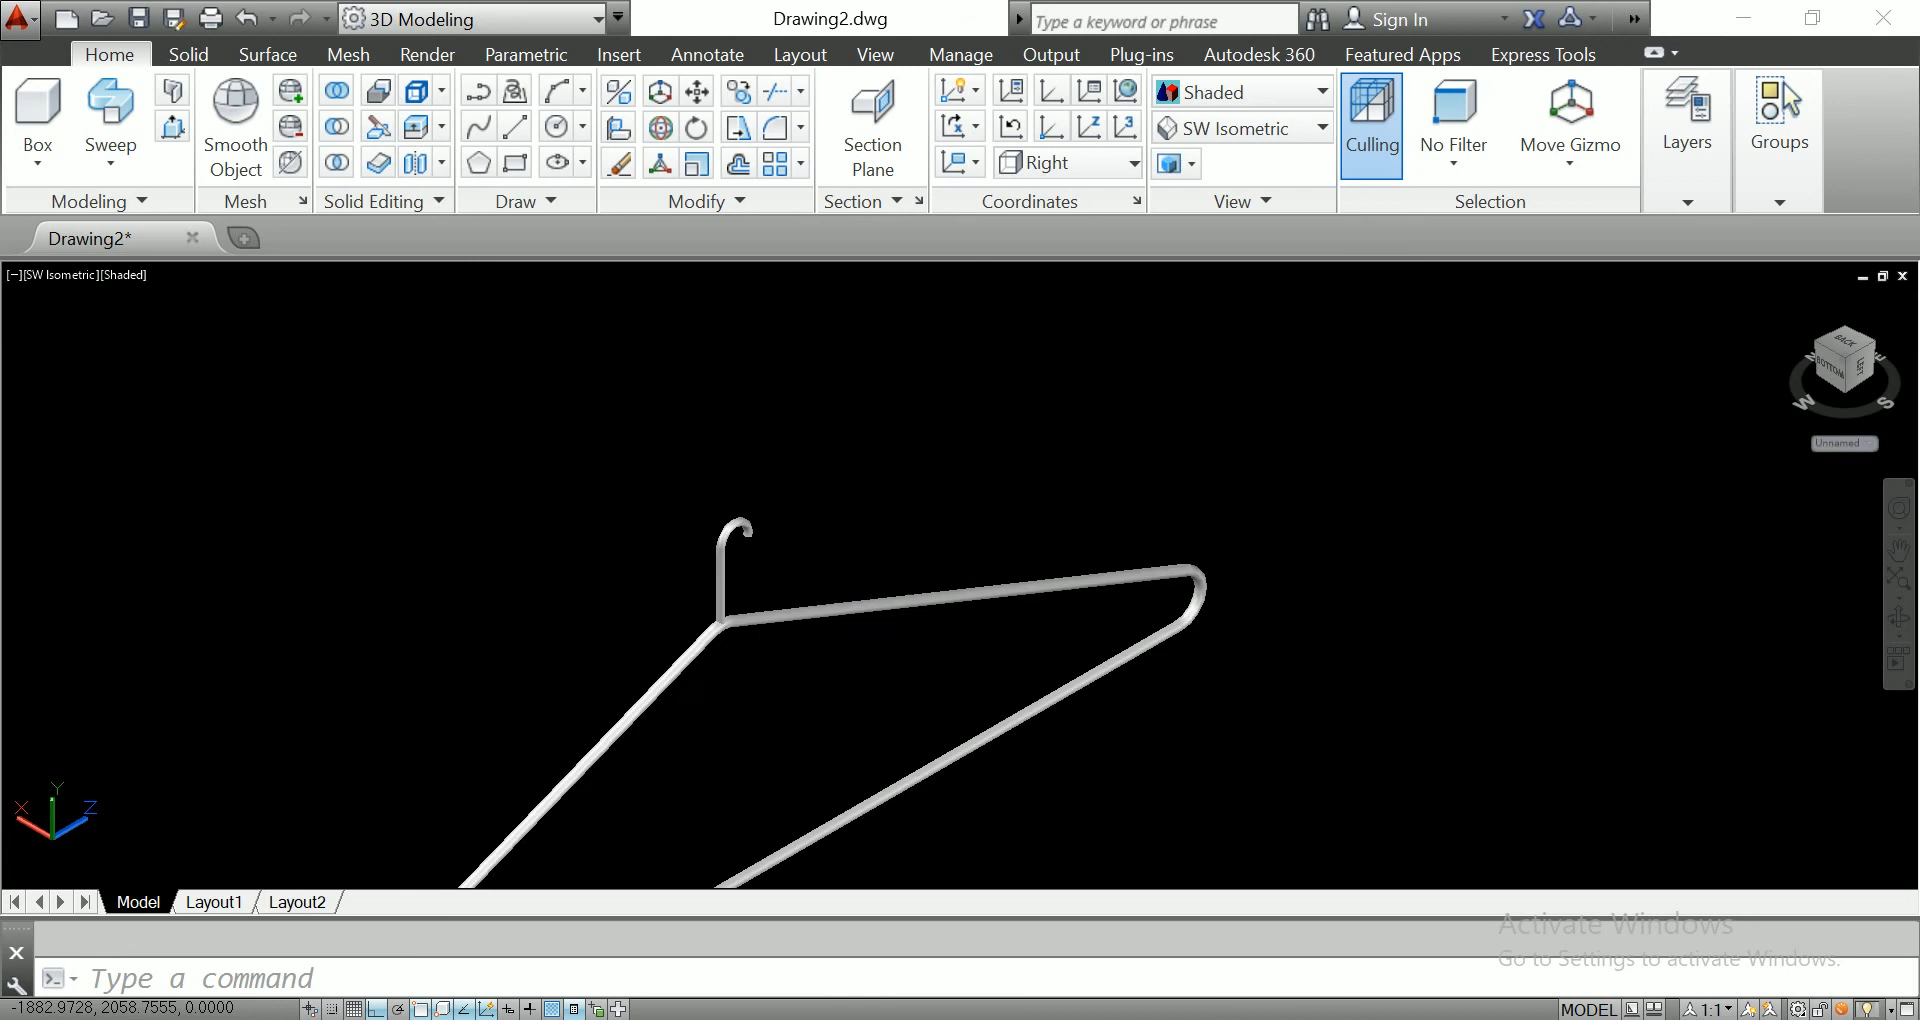 3D Modeling
Drawing2.dwg
Type a keyword or phrase
Sign In
Home Solid Surface Mesh Render Parametric Insert Annotate Layout View Manage Output Plug-ins Autodesk 360 Featured Apps Express Tools
Box
Sweep
Smooth Object
Section Plane
Right
Shaded
SW Isometric
Culling
No Filter
Move Gizmo
Layers
Groups
Modeling Mesh Solid Editing Draw Modify Section Coordinates View Selection
Drawing2*
[−][SW Isometric][Shaded]
BACK
BOTTOM
W
S
Unnamed
X
Y
Z
Model Layout1 Layout2
Activate Windows
Go to Settings to activate Windows.
Type a command
-1882.9728, 2058.7555, 0.0000
MODEL
1:1